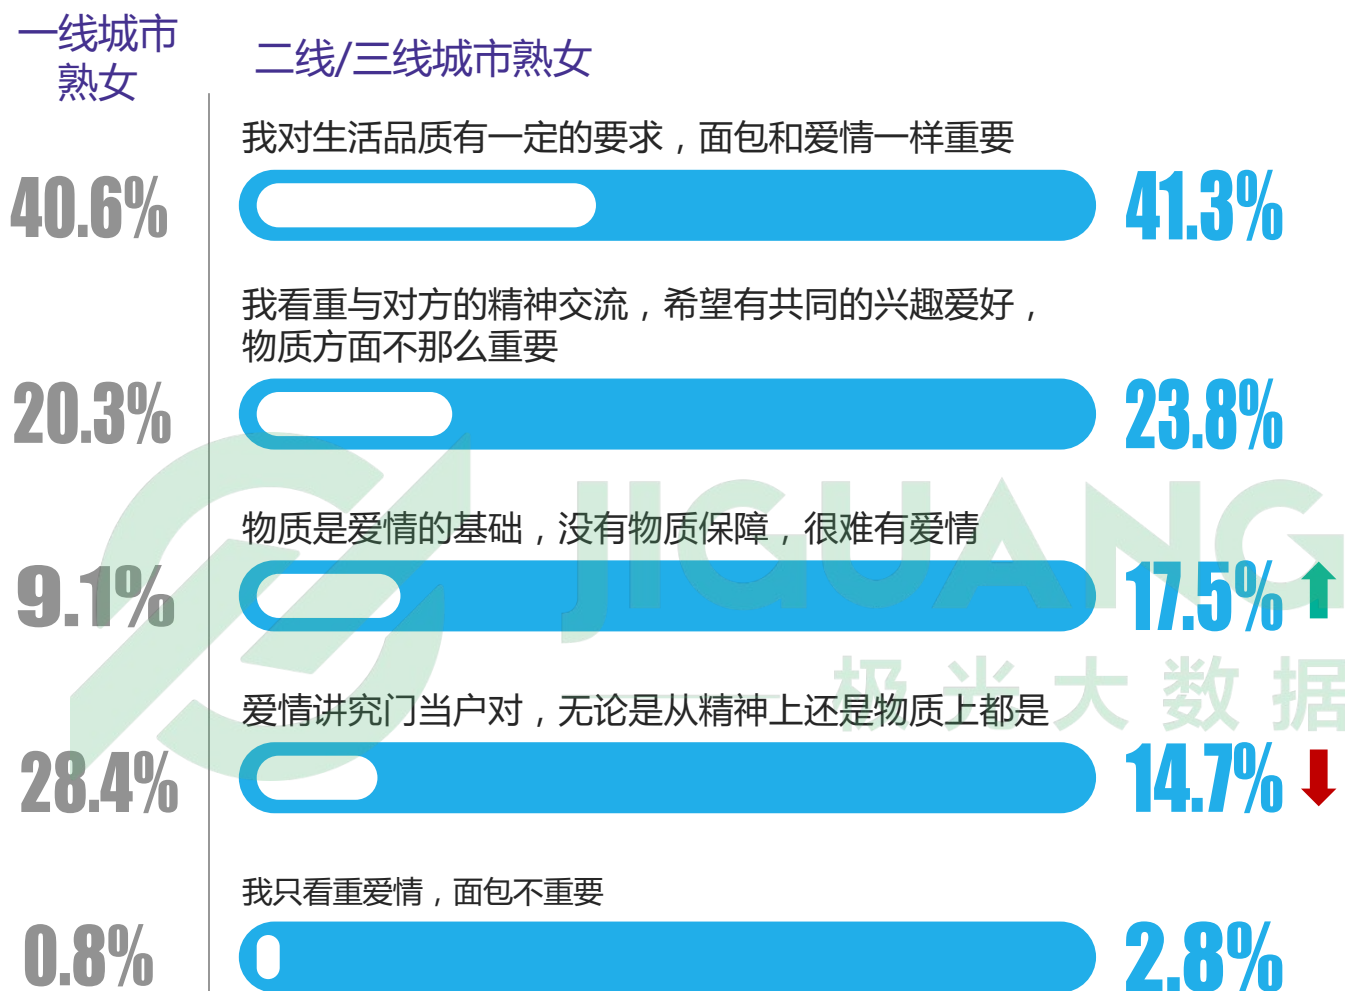 一线城市
熟女
二线/三线城市熟女
我对生活品质有一定的要求，面包和爱情一样重要
40.6%
41.3%
我看重与对方的精神交流，希望有共同的兴趣爱好，
物质方面不那么重要
20.3%
23.8%
JIGUANG
物质是爱情的基础，没有物质保障，很难有爱情
9.1%
17.5%
极光大数据
爱情讲究门当户对，无论是从精神上还是物质上都是
28.4%
14.7%
我只看重爱情，面包不重要
0.8%
2.8%